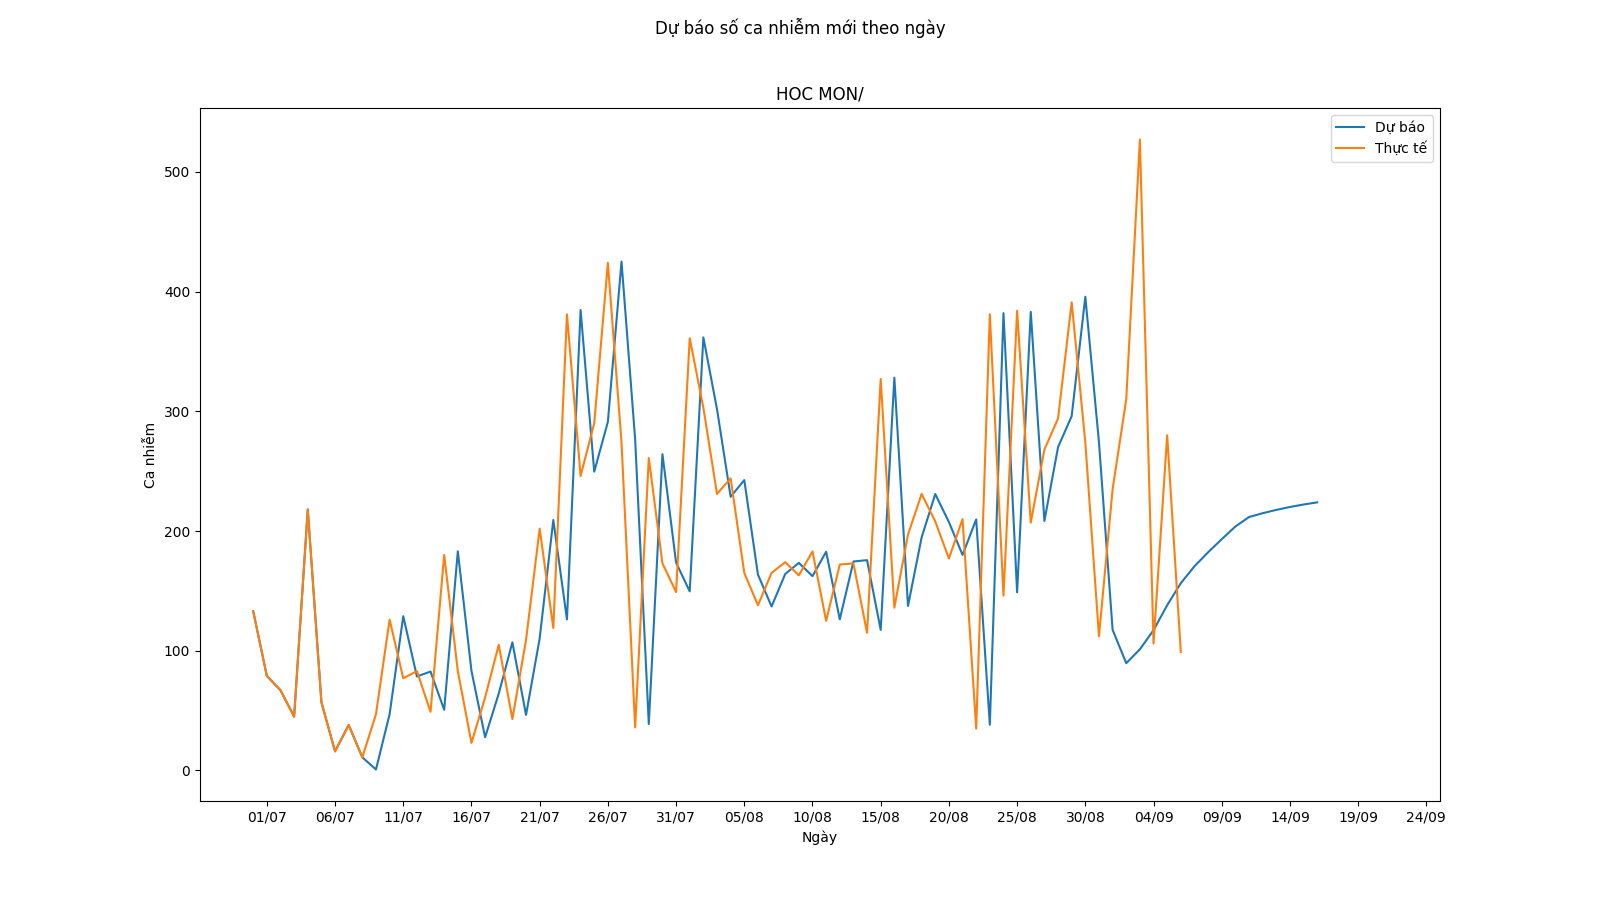 Dự báo số ca nhiễm mới theo ngày
HOC MON/
Dự báo
Thực tế
500
400
300
200
100
0
Ca nhiễm
01/07 06/07 11/07 16/07 21/07 26/07 31/07 05/08 10/08 15/08 20/08 25/08 30/08 04/09 09/09 14/09 19/09 24/09
Ngày